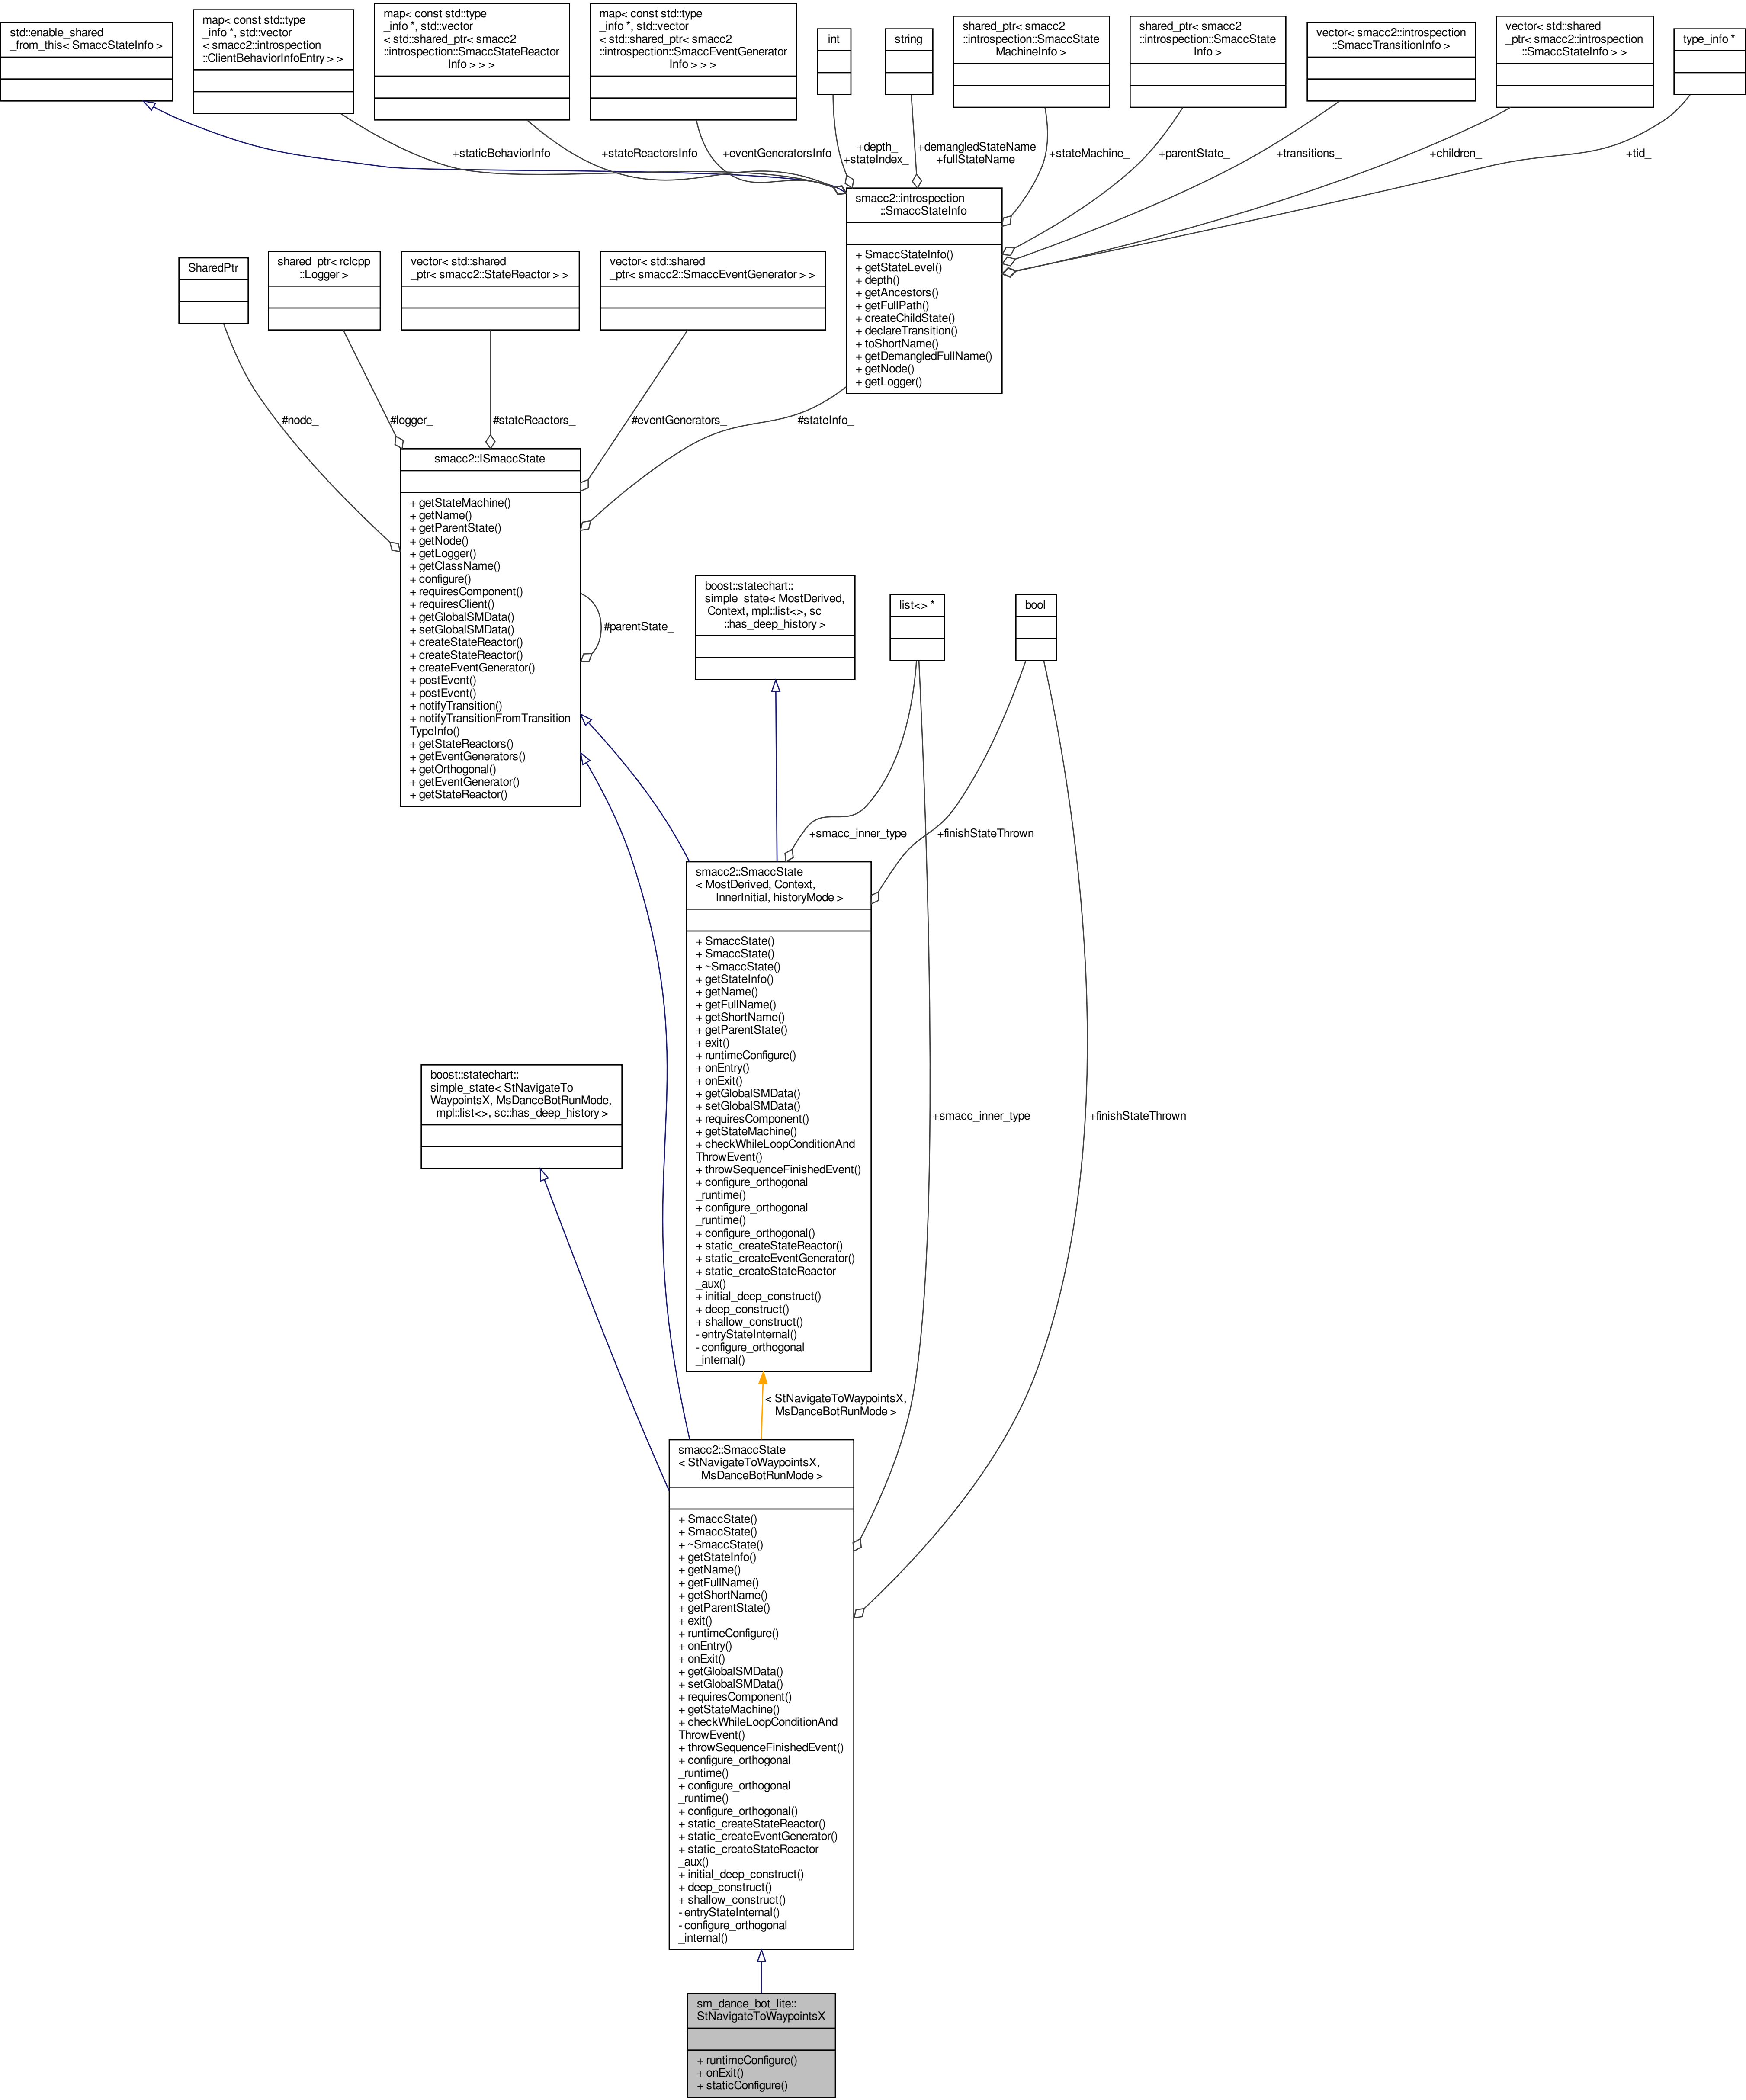 std::enable_shared
_from_this< SmaccStateInfo >
map< const std::type
_info *, std::vector
< smacc2::introspection
::ClientBehaviorInfoEntry > >
map< const std::type
_info *, std::vector
< std::shared_ptr< smacc2
::introspection::SmaccStateReactor
Info > > >
map< const std::type
_info *, std::vector
< std::shared_ptr< smacc2
::introspection::SmaccEventGenerator
Info > > >
int
string
shared_ptr< smacc2
::introspection::SmaccState
MachineInfo >
shared_ptr< smacc2
::introspection::SmaccState
Info >
vector< smacc2::introspection
::SmaccTransitionInfo >
vector< std::shared
_ptr< smacc2::introspection
::SmaccStateInfo > >
type_info *
+staticBehaviorInfo
+stateReactorsInfo
+eventGeneratorsInfo
+depth_
+stateIndex_
+demangledStateName
+fullStateName
+stateMachine_
+parentState_
+transitions_
+children_
+tid_
smacc2::introspection
::SmaccStateInfo
+ SmaccStateInfo()
+ getStateLevel()
+ depth()
+ getAncestors()
+ getFullPath()
+ createChildState()
+ declareTransition()
+ toShortName()
+ getDemangledFullName()
+ getNode()
+ getLogger()
SharedPtr
shared_ptr< rclcpp
::Logger >
vector< std::shared
_ptr< smacc2::StateReactor > >
vector< std::shared
_ptr< smacc2::SmaccEventGenerator > >
#node_
#logger_
#stateReactors_
#eventGenerators_
#stateInfo_
smacc2::ISmaccState
+ getStateMachine()
+ getName()
+ getParentState()
+ getNode()
+ getLogger()
+ getClassName()
+ configure()
+ requiresComponent()
+ requiresClient()
+ getGlobalSMData()
+ setGlobalSMData()
+ createStateReactor()
+ createStateReactor()
+ createEventGenerator()
+ postEvent()
+ postEvent()
+ notifyTransition()
+ notifyTransitionFromTransition
TypeInfo()
+ getStateReactors()
+ getEventGenerators()
+ getOrthogonal()
+ getEventGenerator()
+ getStateReactor()
#parentState_
boost::statechart::
simple_state< MostDerived,
Context, mpl::list<>, sc
::has_deep_history >
list<> *
bool
+smacc_inner_type
+finishStateThrown
smacc2::SmaccState
< MostDerived, Context,
InnerInitial, historyMode >
+ SmaccState()
+ SmaccState()
+ ~SmaccState()
+ getStateInfo()
+ getName()
+ getFullName()
+ getShortName()
+ getParentState()
+ exit()
+ runtimeConfigure()
+ onEntry()
+ onExit()
+ getGlobalSMData()
+ setGlobalSMData()
+ requiresComponent()
+ getStateMachine()
+ checkWhileLoopConditionAnd
ThrowEvent()
+ throwSequenceFinishedEvent()
+ configure_orthogonal
_runtime()
+ configure_orthogonal
_runtime()
+ configure_orthogonal()
+ static_createStateReactor()
+ static_createEventGenerator()
+ static_createStateReactor
_aux()
+ initial_deep_construct()
+ deep_construct()
+ shallow_construct()
- entryStateInternal()
- configure_orthogonal
_internal()
boost::statechart::
simple_state< StNavigateTo
WaypointsX, MsDanceBotRunMode,
mpl::list<>, sc::has_deep_history >
+smacc_inner_type
+finishStateThrown
< StNavigateToWaypointsX,
MsDanceBotRunMode >
smacc2::SmaccState
< StNavigateToWaypointsX,
MsDanceBotRunMode >
+ SmaccState()
+ SmaccState()
+ ~SmaccState()
+ getStateInfo()
+ getName()
+ getFullName()
+ getShortName()
+ getParentState()
+ exit()
+ runtimeConfigure()
+ onEntry()
+ onExit()
+ getGlobalSMData()
+ setGlobalSMData()
+ requiresComponent()
+ getStateMachine()
+ checkWhileLoopConditionAnd
ThrowEvent()
+ throwSequenceFinishedEvent()
+ configure_orthogonal
_runtime()
+ configure_orthogonal
_runtime()
+ configure_orthogonal()
+ static_createStateReactor()
+ static_createEventGenerator()
+ static_createStateReactor
_aux()
+ initial_deep_construct()
+ deep_construct()
+ shallow_construct()
- entryStateInternal()
- configure_orthogonal
_internal()
sm_dance_bot_lite::
StNavigateToWaypointsX
+ runtimeConfigure()
+ onExit()
+ staticConfigure()